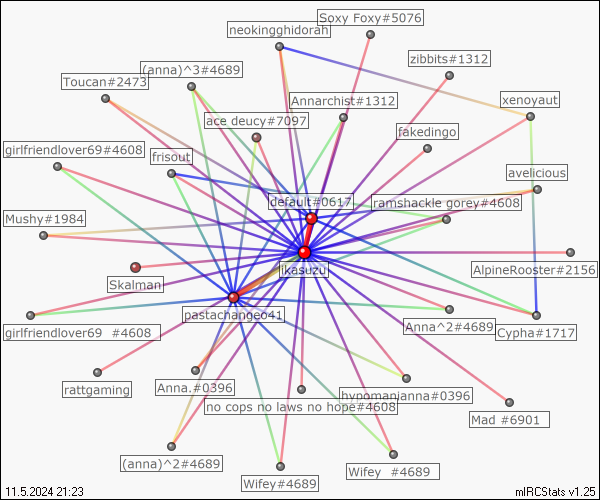 Soxy Foxy#5076
neokingghidorah
zibbits#1312
(anna)^3#4689
Toucan#2473
xenoyaut
Annarchist#1312
ace deucy#7097
fakedingo
girlfriendlover69#4608
frisout
avelicious
default#0617
ramshackle gorey#4608
Mushy#1984
ikasuzu
AlpineRooster#2156
Skalman
pastachangeo41
girlfriendlover69 #4608
Anna^2#4689
Cypha#1717
rattgaming
Anna.#0396
hypomanianna#0396
no cops no laws no hope#4608
Mad #6901
(anna)^2#4689
Wifey #4689
Wifey#4689
11.5.2024 21:23
mIRCStats v1.25